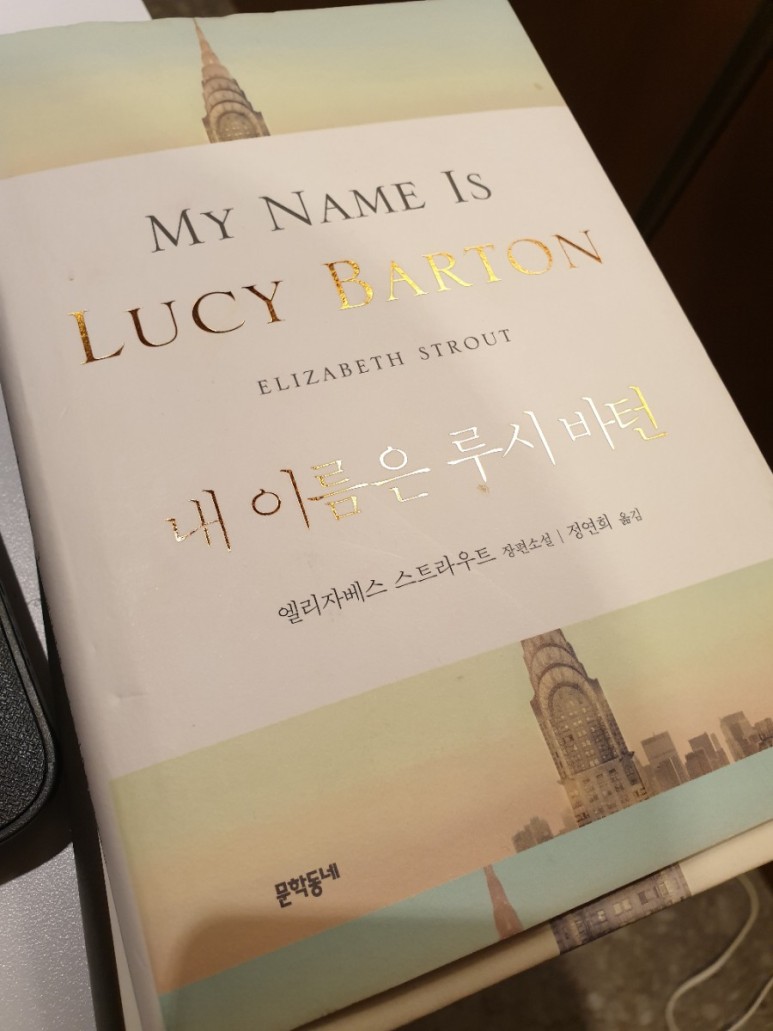 MY NAME IS
LUCY BARTON
ELIZABETH STROUT
내 이름은 루시 바턴
엘리자베스 스트라우트 장편소설 | 정연희 옮김
문학동네